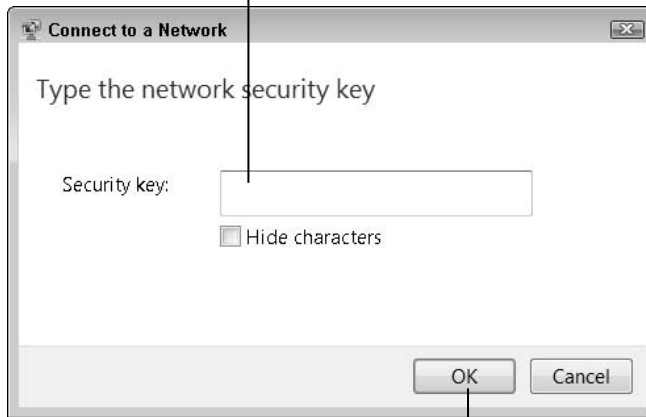 Connect to a Network
Type the network security key
Security key:
Hide characters
OK Cancel